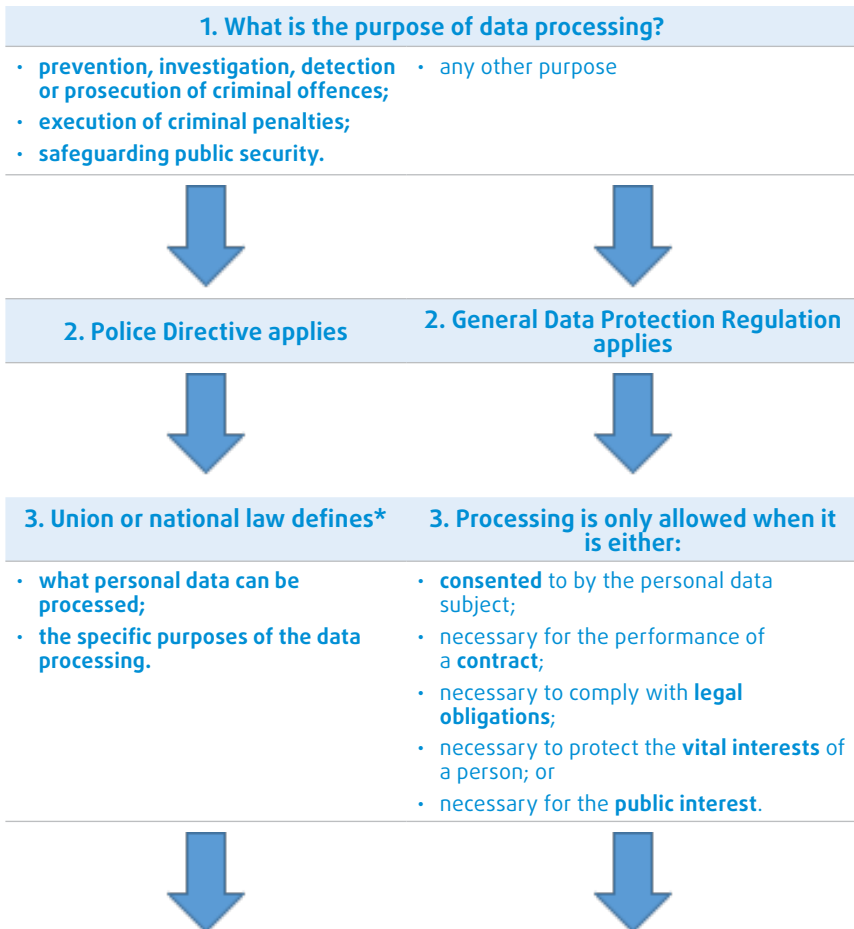 1. What is the purpose of data processing?
• prevention, investigation, detection
or prosecution of criminal offences;
• execution of criminal penalties;
• safeguarding public security.
• any other purpose
2. Police Directive applies
2. General Data Protection Regulation
applies
3. Union or national law defines*
• what personal data can be
processed;
• the specific purposes of the data
processing.
3. Processing is only allowed when it
is either:
• consented to by the personal data
subject;
• necessary for the performance of
a contract;
• necessary to comply with legal
obligations;
• necessary to protect the vital interests of
a person; or
• necessary for the public interest.